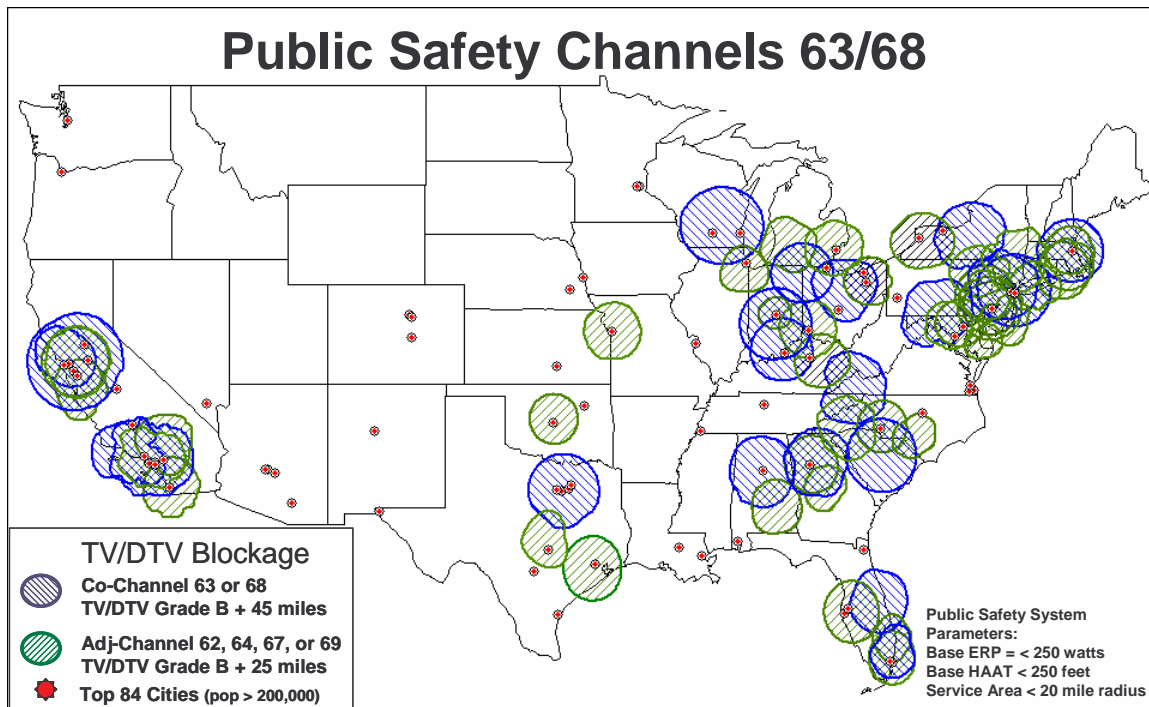 Public Safety Channels 63/68
TV/DTV Blockage
Co-Channel 63 or 68
TV/DTV Grade B + 45 miles
Adj-Channel 62, 64, 67, or 69
TV/DTV Grade B + 25 miles
Top 84 Cities (pop > 200,000)
Public Safety System
Parameters:
Base ERP = < 250 watts
Base HAAT < 250 feet
Service Area < 20 mile radius